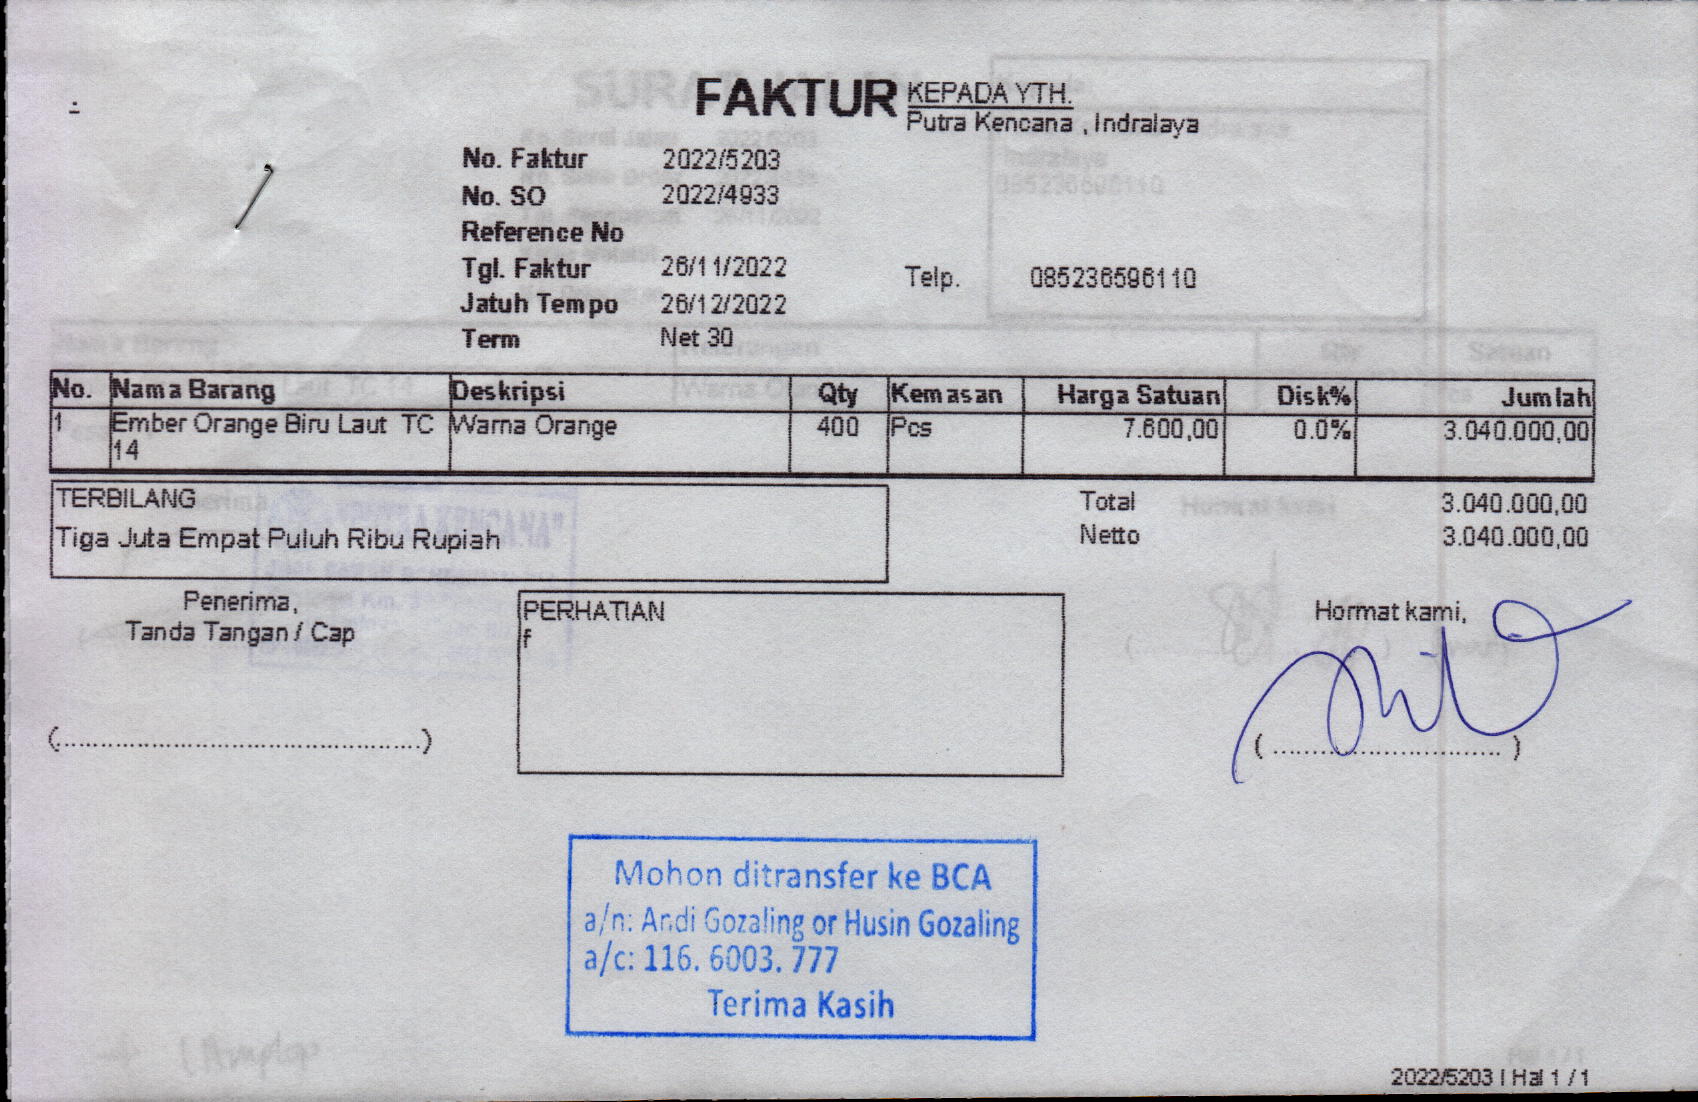 FAKTUR
KEPADA YTH.
Putra Kencana , Indralaya
No. Faktur 2022/5203
No. SO 2022/4933
Reference No
Tgl. Faktur 26/11/2022
Telp. 085236596110
Jatuh Tempo 26/12/2022
Term Net 30
No. Nama Barang Deskripsi Qty Kemasan Harga Satuan Disk% Jumlah
1 Ember Orange Biru Laut TC 14 Warna Orange 400 Pcs 7.600,00 0.0% 3.040.000,00
TERBILANG
Tiga Juta Empat Puluh Ribu Rupiah
Total 3.040.000,00
Netto 3.040.000,00
Penerima,
Tanda Tangan / Cap
(................................................)
PERHATIAN
f
Hormat kami,
( .............................. )
Mohon ditransfer ke BCA
a/n: Andi Gozaling or Husin Gozaling
a/c: 116. 6003. 777
Terima Kasih
2022/5203 | Hal 1 / 1